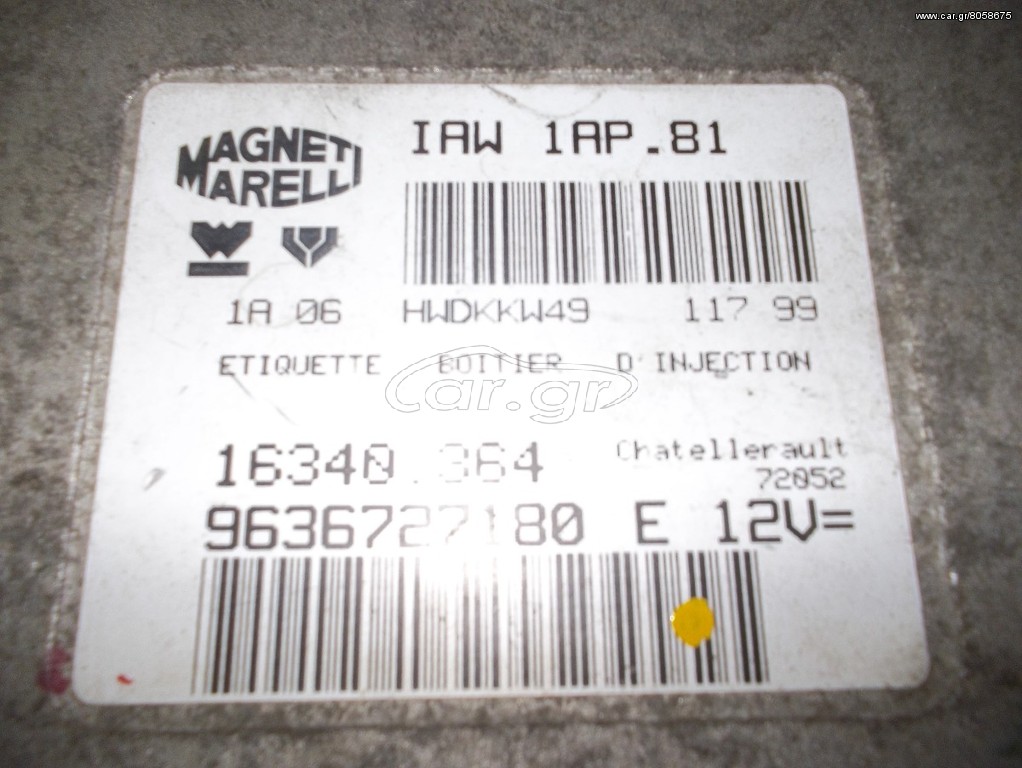 www.car.gr/8058675
MAGNETI MARELLI
IAW 1AP.81
1A 06 HWDKKW49 117 99
ETIQUETTE BOITIER D'INJECTION
car.gr
16340.364 Chatellerault
72052
9636727180 E 12V=